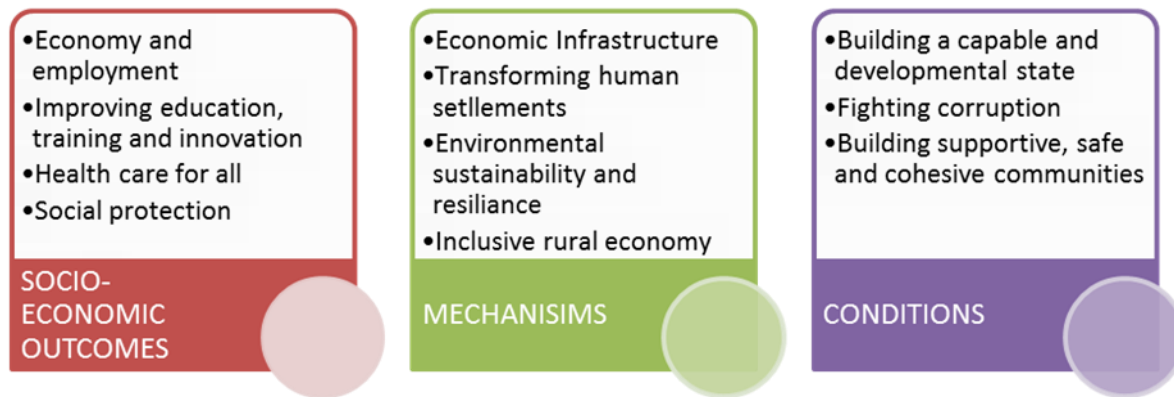 •Economy and
employment
•Improving education,
training and innovation
•Health care for all
•Social protection
SOCIO-
ECONOMIC
OUTCOMES
•Economic Infrastructure
•Transforming human
setllements
•Environmental
sustainability and
resiliance
•Inclusive rural economy
MECHANISIMS
•Building a capable and
developmental state
•Fighting corruption
•Building supportive, safe
and cohesive communities
CONDITIONS